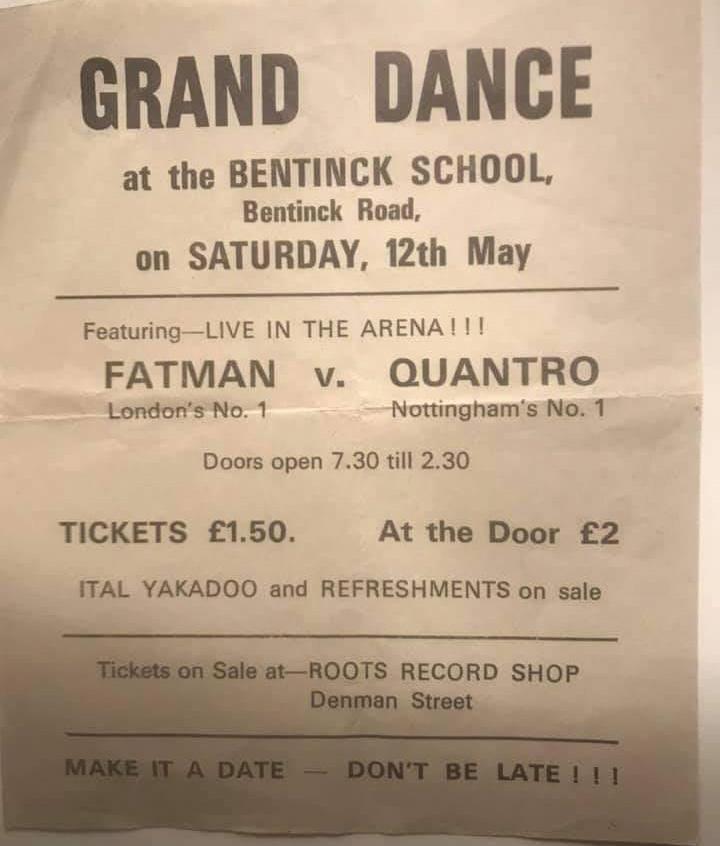 GRAND DANCE
at the BENTINCK SCHOOL,
Bentinck Road,
on SATURDAY, 12th May
Featuring—LIVE IN THE ARENA!!!
FATMAN v. QUANTRO
London's No. 1 Nottingham's No. 1
Doors open 7.30 till 2.30
TICKETS £1.50. At the Door £2
ITAL YAKADOO and REFRESHMENTS on sale
Tickets on Sale at—ROOTS RECORD SHOP
Denman Street
MAKE IT A DATE — DON'T BE LATE!!!